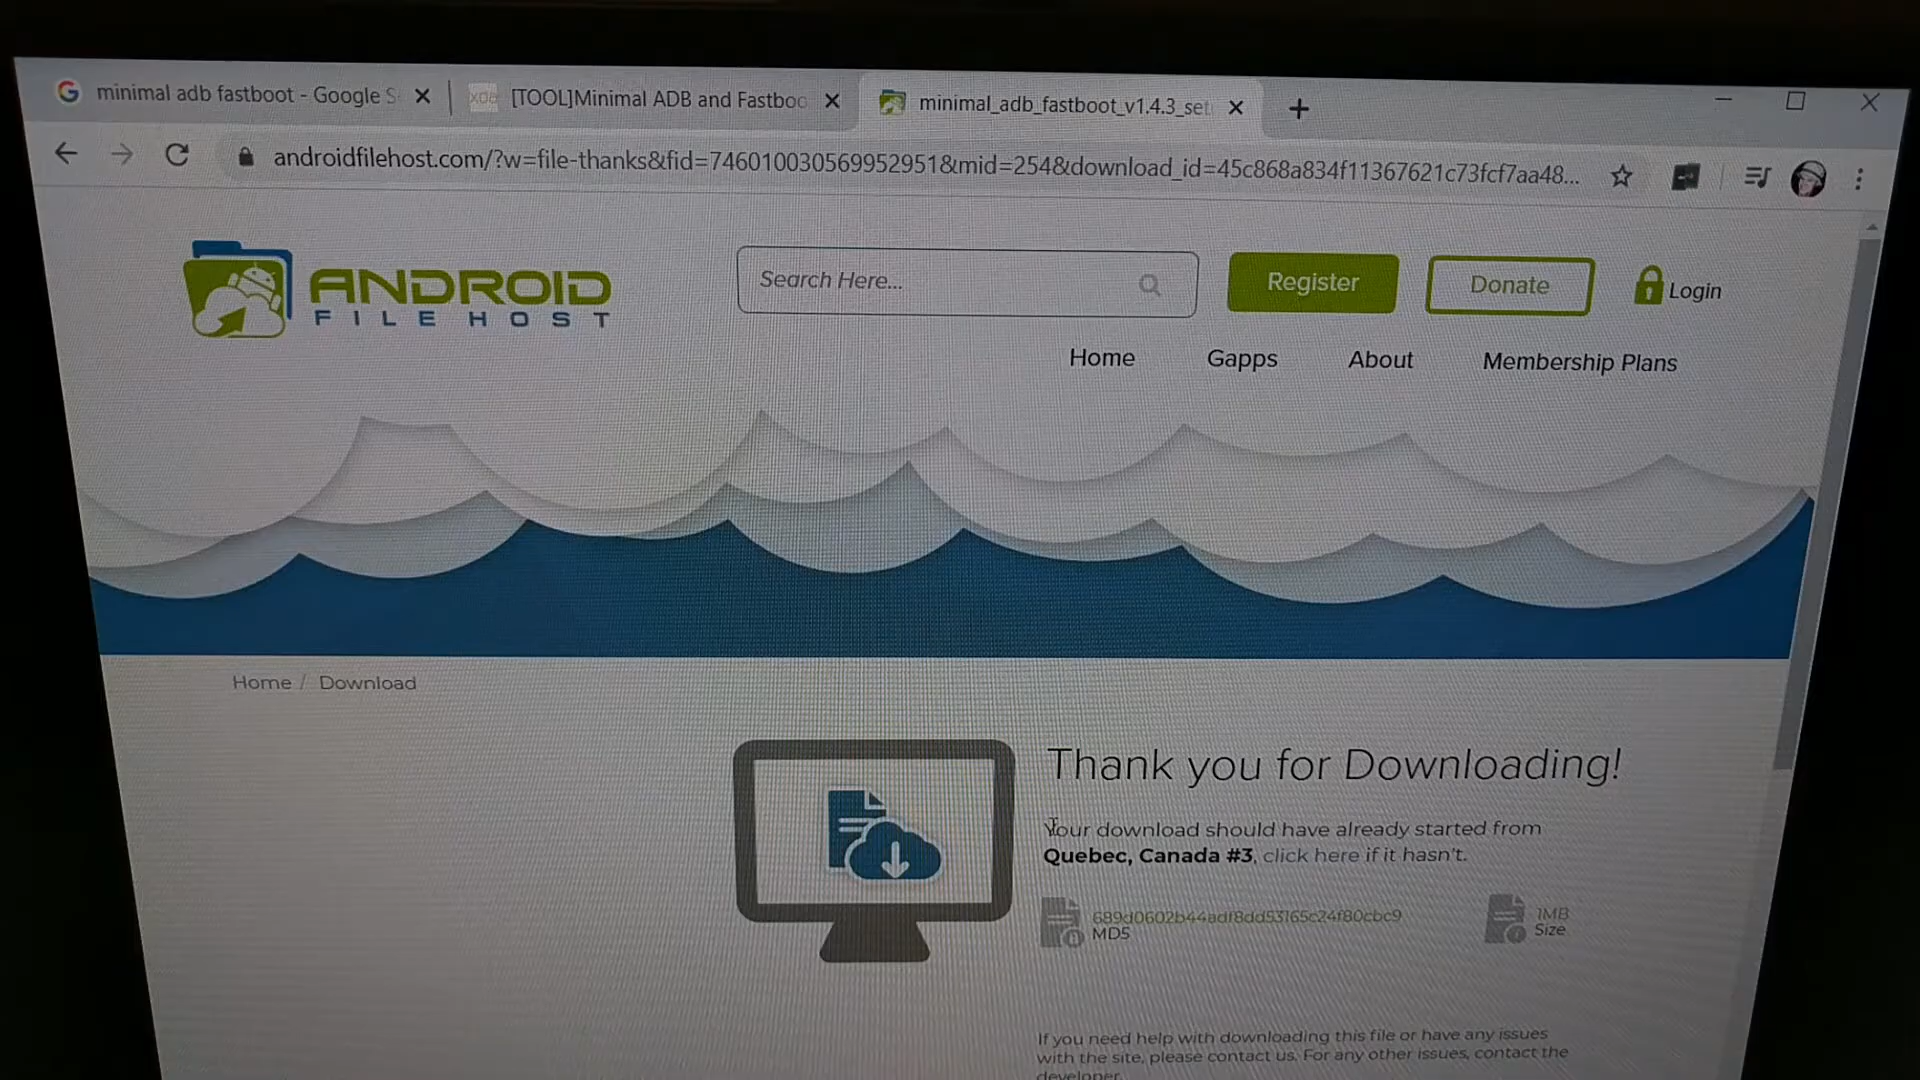 minimal adb fastboot - Google S
[TOOL]Minimal ADB and Fastboo
minimal_adb_fastboot_v1.4.3_set
androidfilehost.com/?w=file-thanks&fid=746010030569952951&mid=254&download_id=45c868a834f11367621c73fcf7aa48...
ANDROID
FILE HOST
Search Here...
Register
Donate
Login
Home
Gapps
About
Membership Plans
Home / Download
Thank you for Downloading!
Your download should have already started from
Quebec, Canada #3, click here if it hasn't.
689d0602b44adf8dd53165c24f80cbc9
MD5
1MB
Size
If you need help with downloading this file or have any issues
with the site, please contact us. For any other issues, contact the
developer.